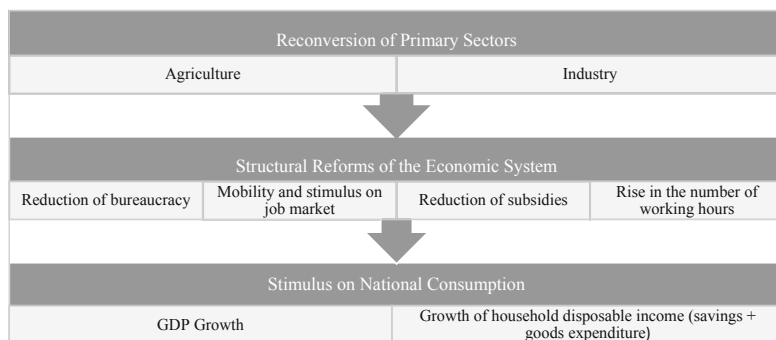 Reconversion of Primary Sectors
Agriculture
Industry
Structural Reforms of the Economic System
Reduction of bureaucracy
Mobility and stimulus on
job market
Reduction of subsidies
Rise in the number of
working hours
Stimulus on National Consumption
GDP Growth
Growth of household disposable income (savings +
goods expenditure)